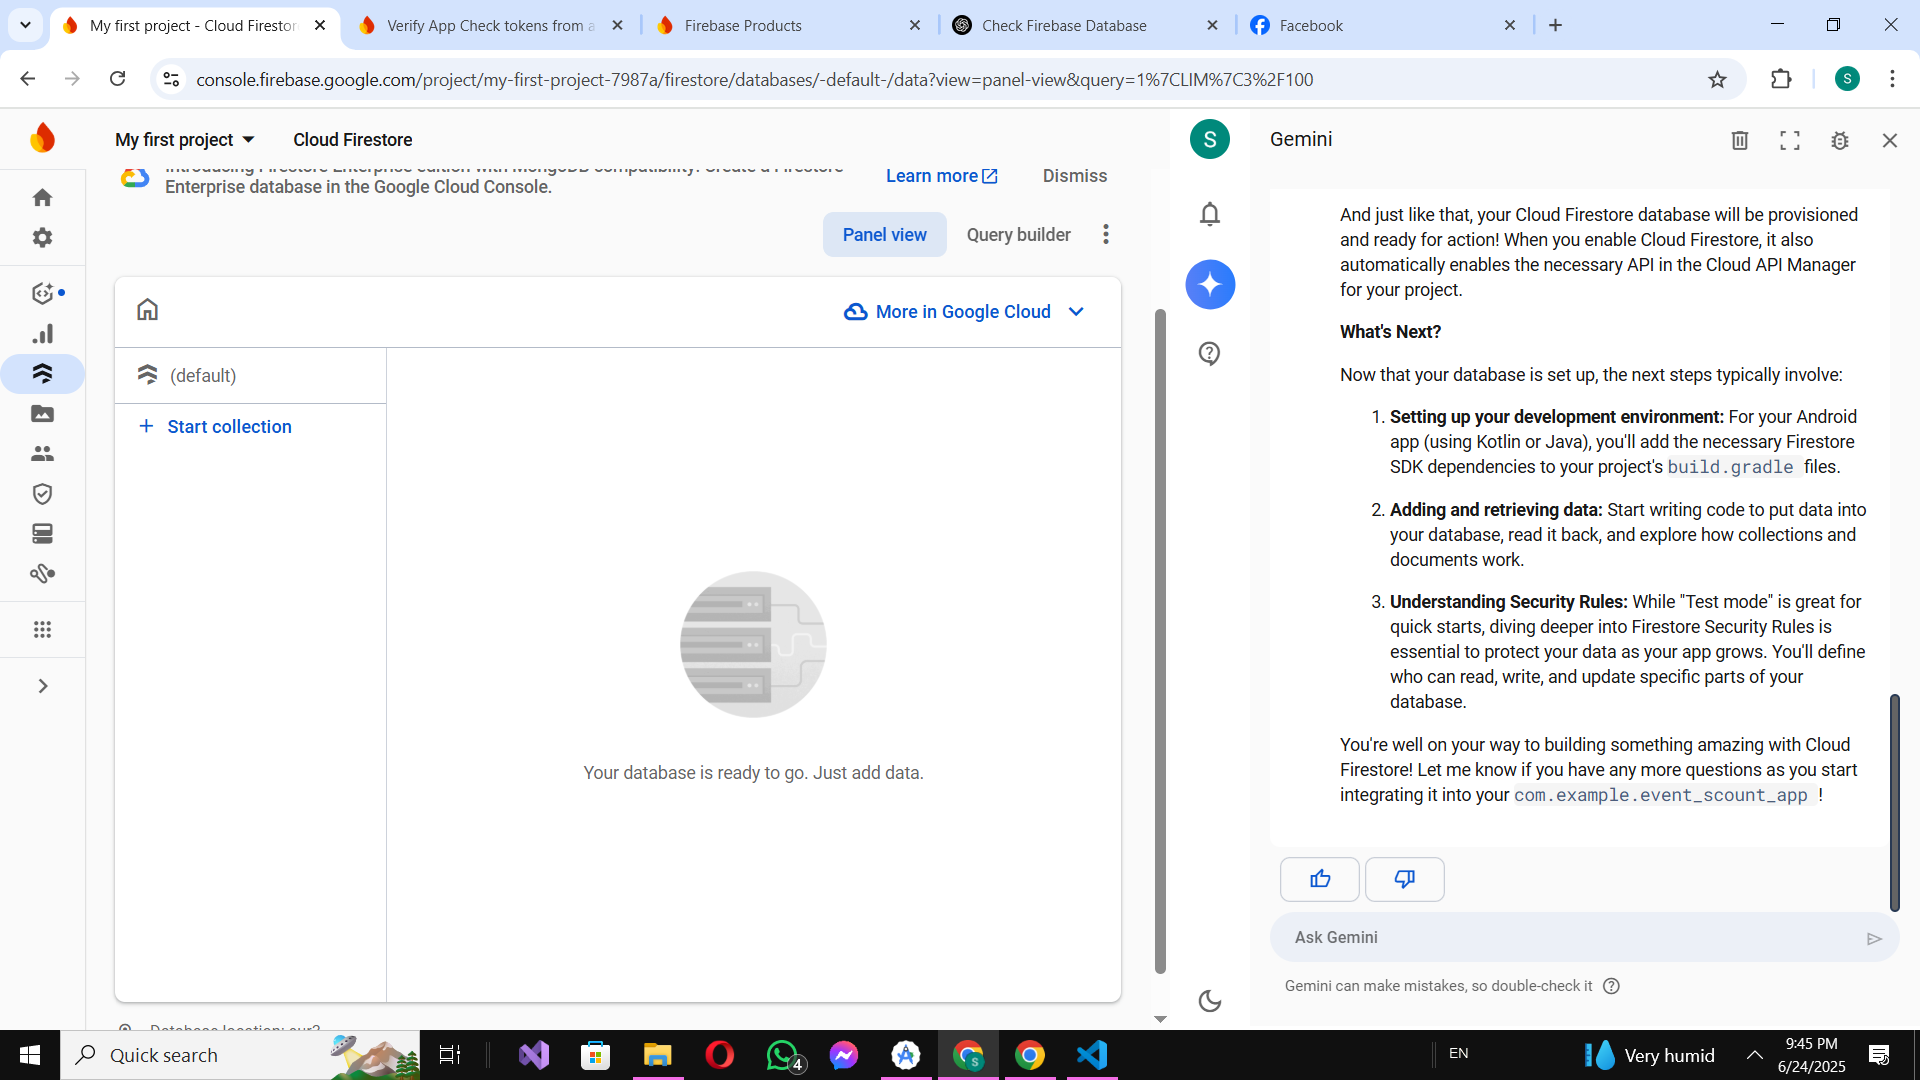 My first project - Cloud Firestor
Verify App Check tokens from a
Firebase Products
Check Firebase Database
Facebook
console.firebase.google.com/project/my-first-project-7987a/firestore/databases/-default-/data?view=panel-view&query=1%7CLIM%7C3%2F100
S
My first project
Cloud Firestore
S
Gemini
Introducing Firestore Enterprise edition with MongoDB compatibility. Create a Firestore
Enterprise database in the Google Cloud Console.
Learn more
Dismiss
Panel view
Query builder
More in Google Cloud
(default)
+ Start collection
Your database is ready to go. Just add data.
Database location: eur3
And just like that, your Cloud Firestore database will be provisioned
and ready for action! When you enable Cloud Firestore, it also
automatically enables the necessary API in the Cloud API Manager
for your project.
What's Next?
Now that your database is set up, the next steps typically involve:
1. Setting up your development environment: For your Android
app (using Kotlin or Java), you'll add the necessary Firestore
SDK dependencies to your project's build.gradle files.
2. Adding and retrieving data: Start writing code to put data into
your database, read it back, and explore how collections and
documents work.
3. Understanding Security Rules: While "Test mode" is great for
quick starts, diving deeper into Firestore Security Rules is
essential to protect your data as your app grows. You'll define
who can read, write, and update specific parts of your
database.
You're well on your way to building something amazing with Cloud
Firestore! Let me know if you have any more questions as you start
integrating it into your com.example.event_scount_app !
Ask Gemini
Gemini can make mistakes, so double-check it
Quick search
4
S
EN
Very humid
9:45 PM
6/24/2025